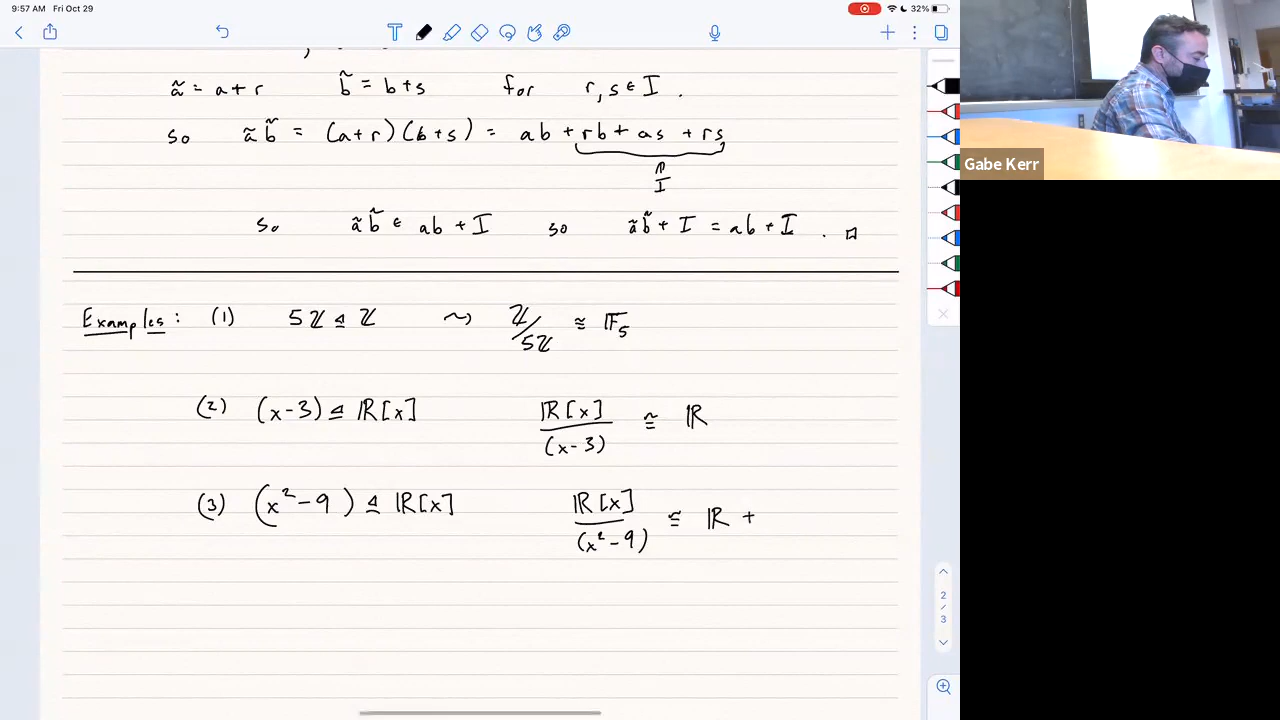 9:57 AM Fri Oct 29
32%
ã = a + r b̃ = b + s for r, s ∈ I .
so ã b̃ = (a + r)(b + s) = ab + rb + as + rs
I
so ã b̃ ∈ ab + I so ã b̃ + I = ab + I .
Examples : (1) 5ℤ ⊴ ℤ ⤳ ℤ/5ℤ ≅ 𝔽₅
(2) (x-3) ⊴ ℝ[x] ℝ[x]/(x-3) ≅ ℝ
(3) (x² - 9) ⊴ ℝ[x] ℝ[x]/(x² - 9) ≅ ℝ +
2
/
3
Gabe Kerr